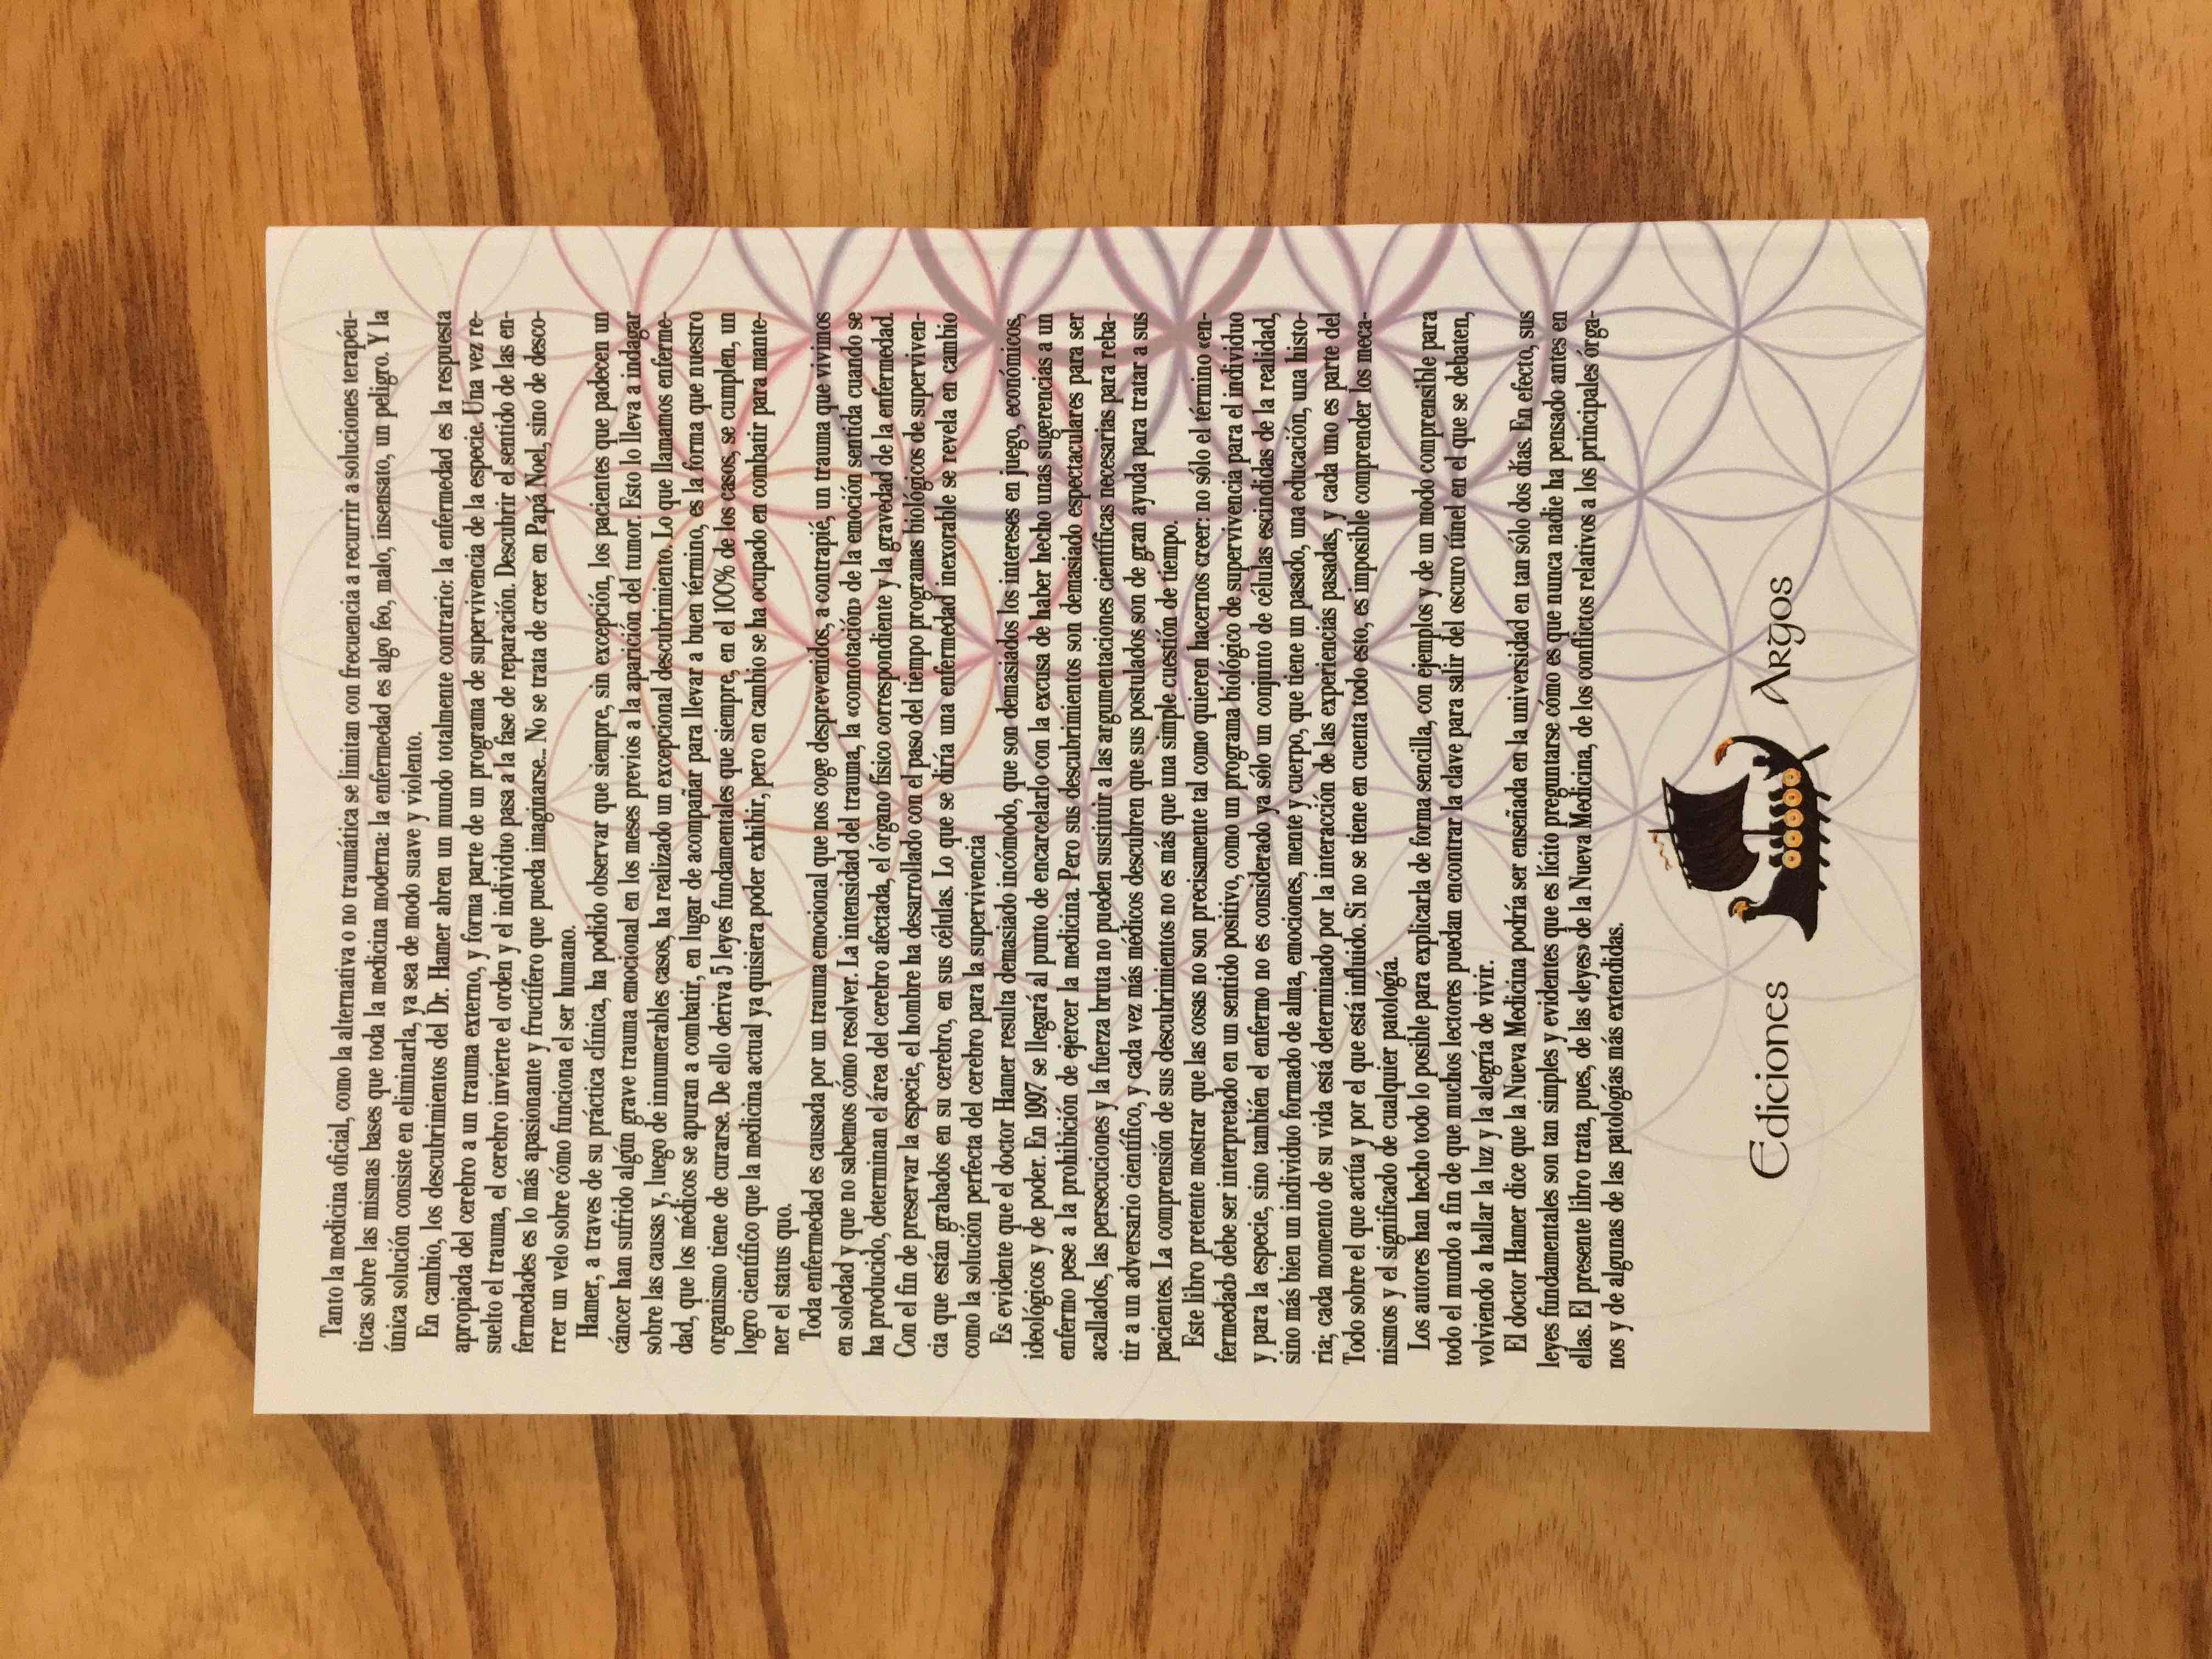 Tanto la medicina oficial, como la alternativa o no traumática se limitan con frecuencia a recurrir a soluciones terapéu-
ticas sobre las mismas bases que toda la medicina moderna: la enfermedad es algo feo, malo, insensato, un peligro. Y la
única solución consiste en eliminarla, ya sea de modo suave y violento.
En cambio, los descubrimientos del Dr. Hamer abren un mundo totalmente contrario: la enfermedad es la respuesta
apropiada del cerebro a un trauma externo, y forma parte de un programa de supervivencia de la especie. Una vez re-
suelto el trauma, el cerebro invierte el orden y el individuo pasa a la fase de reparación. Descubrir el sentido de las en-
fermedades es lo más apasionante y fructífero que pueda imaginarse... No se trata de creer en Papá Noel, sino de desco-
rrer un velo sobre cómo funciona el ser humano.
Hamer, a traves de su práctica clínica, ha podido observar que siempre, sin excepción, los pacientes que padecen un
cáncer han sufrido algún grave trauma emocional en los meses previos a la aparición del tumor. Esto lo lleva a indagar
sobre las causas y, luego de innumerables casos, ha realizado un excepcional descubrimiento. Lo que llamamos enferme-
dad, que los médicos se apuran a combatir, en lugar de acompañar para llevar a buen término, es la forma que nuestro
organismo tiene de curarse. De ello deriva 5 leyes fundamentales que siempre, en el 100% de los casos, se cumplen, un
logro científico que la medicina actual ya quisiera poder exhibir, pero en cambio se ha ocupado en combatir para mante-
ner el status quo.
Toda enfermedad es causada por un trauma emocional que nos coge desprevenidos, a contrapié, un trauma que vivimos
en soledad y que no sabemos cómo resolver. La intensidad del trauma, la «connotación» de la emoción sentida cuando se
ha producido, determinan el área del cerebro afectada, el órgano físico correspondiente y la gravedad de la enfermedad.
Con el fin de preservar la especie, el hombre ha desarrollado con el paso del tiempo programas biológicos de superviven-
cia que están grabados en su cerebro, en sus células. Lo que se diría una enfermedad inexorable se revela en cambio
como la solución perfecta del cerebro para la supervivencia
Es evidente que el doctor Hamer resulta demasiado incómodo, que son demasiados los intereses en juego, económicos,
ideológicos y de poder. En 1997 se llegará al punto de encarcelarlo con la excusa de haber hecho unas sugerencias a un
enfermo pese a la prohibición de ejercer la medicina. Pero sus descubrimientos son demasiado espectaculares para ser
acallados, las persecuciones y la fuerza bruta no pueden sustituir a las argumentaciones científicas necesarias para reba-
tir a un adversario científico, y cada vez más médicos descubren que sus postulados son de gran ayuda para tratar a sus
pacientes. La comprensión de sus descubrimientos no es más que una simple cuestión de tiempo.
Este libro pretente mostrar que las cosas no son precisamente tal como quieren hacernos creer: no sólo el término «en-
fermedad» debe ser interpretado en un sentido positivo, como un programa biológico de supervivencia para el individuo
y para la especie, sino también el enfermo no es considerado ya sólo un conjunto de células escindidas de la realidad,
sino más bien un individuo formado de alma, emociones, mente y cuerpo, que tiene un pasado, una educación, una histo-
ria; cada momento de su vida está determinado por la interacción de las experiencias pasadas, y cada uno es parte del
Todo sobre el que actúa y por el que está influido. Si no se tiene en cuenta todo esto, es imposible comprender los meca-
nismos y el significado de cualquier patología.
Los autores han hecho todo lo posible para explicarla de forma sencilla, con ejemplos y de un modo comprensible para
todo el mundo a fin de que muchos lectores puedan encontrar la clave para salir del oscuro túnel en el que se debaten,
volviendo a hallar la luz y la alegría de vivir.
El doctor Hamer dice que la Nueva Medicina podría ser enseñada en la universidad en tan sólo dos días. En efecto, sus
leyes fundamentales son tan simples y evidentes que es lícito preguntarse cómo es que nunca nadie ha pensado antes en
ellas. El presente libro trata, pues, de las «leyes» de la Nueva Medicina, de los conflictos relativos a los principales órga-
nos y de algunas de las patologías más extendidas.
Ediciones Argos